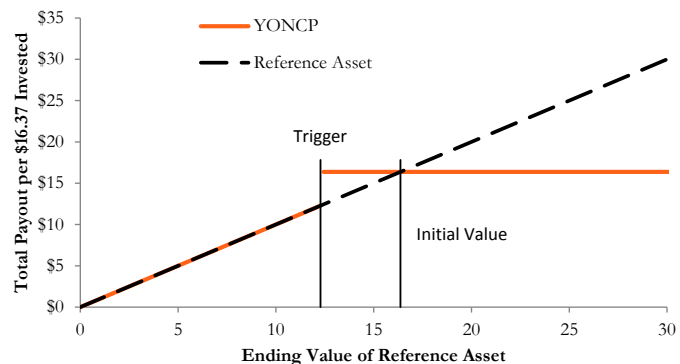 $35
$30
$25
$20
$15
$10
$5
$0
Total Payout per $16.37 Invested
YONCP
Reference Asset
Trigger
Initial Value
0 5 10 15 20 25 30
Ending Value of Reference Asset